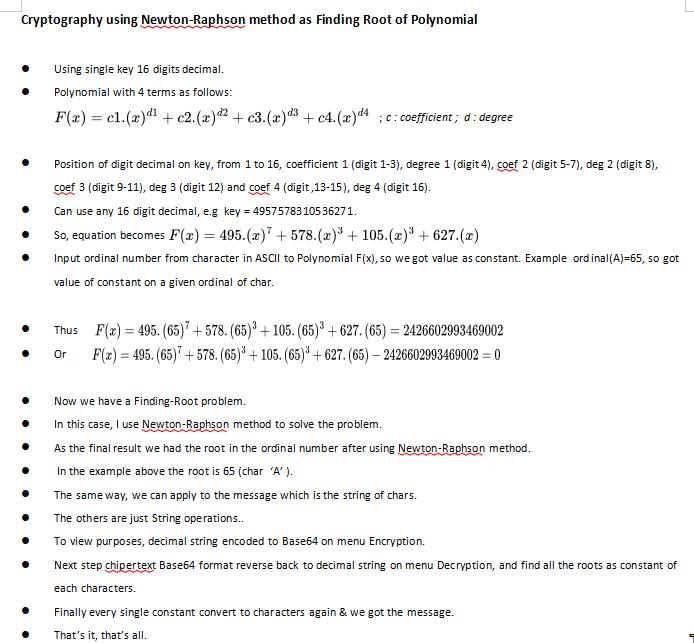 Cryptography using Newton-Raphson method as Finding Root of Polynomial
● Using single key 16 digits decimal.
● Polynomial with 4 terms as follows:
F(x) = c1.(x)^d1 + c2.(x)^d2 + c3.(x)^d3 + c4.(x)^d4 ; c : coefficient ; d : degree
● Position of digit decimal on key, from 1 to 16, coefficient 1 (digit 1-3), degree 1 (digit 4), coef 2 (digit 5-7), deg 2 (digit 8),
coef 3 (digit 9-11), deg 3 (digit 12) and coef 4 (digit,13-15), deg 4 (digit 16).
● Can use any 16 digit decimal, e.g key = 4957578310536271.
● So, equation becomes F(x) = 495.(x)^7 + 578.(x)^3 + 105.(x)^3 + 627.(x)
● Input ordinal number from character in ASCII to Polynomial F(x), so we got value as constant. Example ordinal(A)=65, so got
value of constant on a given ordinal of char.
● Thus F(x) = 495.(65)^7 + 578.(65)^3 + 105.(65)^3 + 627.(65) = 2426602993469002
● Or F(x) = 495.(65)^7 + 578.(65)^3 + 105.(65)^3 + 627.(65) − 2426602993469002 = 0
● Now we have a Finding-Root problem.
● In this case, I use Newton-Raphson method to solve the problem.
● As the final result we had the root in the ordinal number after using Newton-Raphson method.
● In the example above the root is 65 (char 'A' ).
● The same way, we can apply to the message which is the string of chars.
● The others are just String operations..
● To view purposes, decimal string encoded to Base64 on menu Encryption.
● Next step chipertext Base64 format reverse back to decimal string on menu Decryption, and find all the roots as constant of
each characters.
● Finally every single constant convert to characters again & we got the message.
● That's it, that's all.